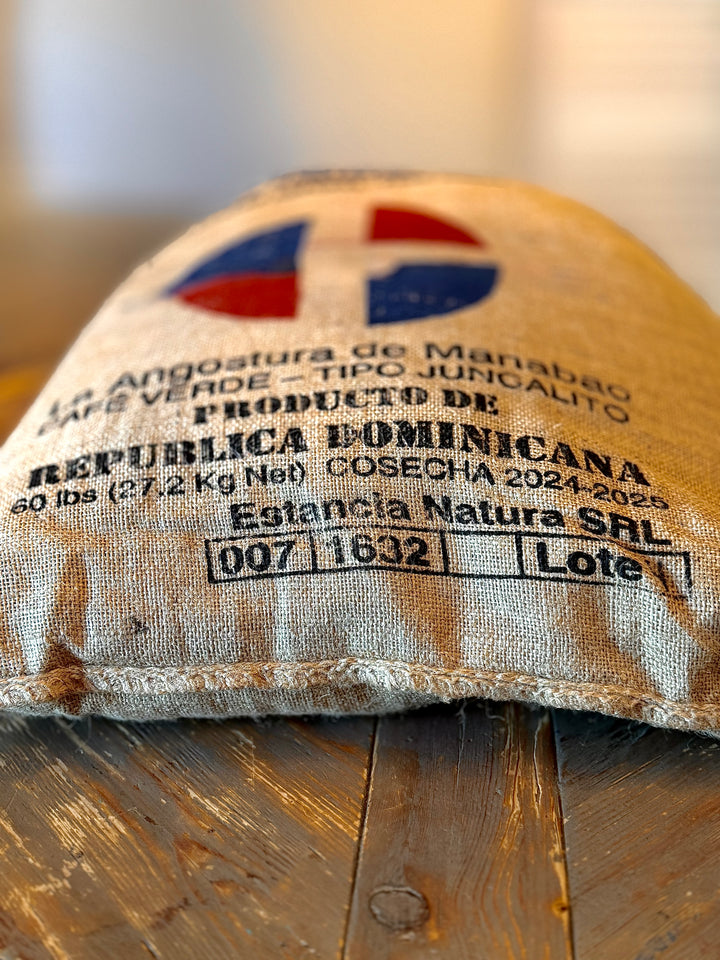 La Angostura de Manabao
CAFE VERDE – TIPO JUNCALITO
PRODUCTO DE
REPUBLICA DOMINICANA
60 lbs (27.2 Kg Net) COSECHA 2024-2025
Estancia Natura SRL
007 1632 Lote